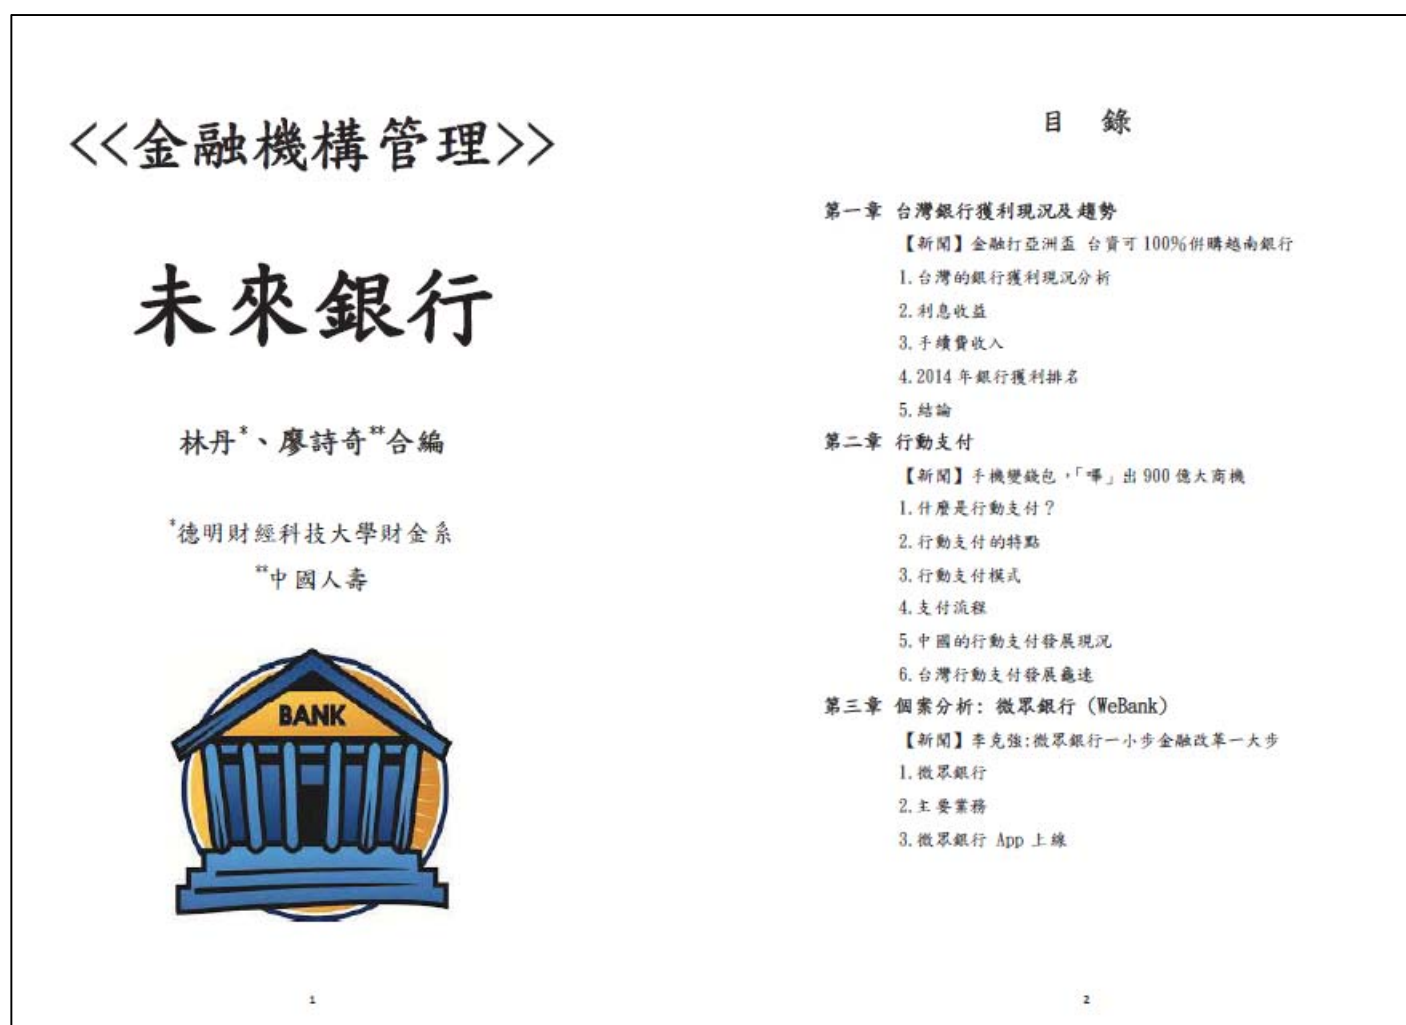 <<金融機構管理>>
未來銀行
林丹*、廖詩奇**合編
*德明財經科技大學財金系
**中國人壽
BANK
1
目 錄
第一章 台灣銀行獲利現況及趨勢
【新聞】金融打亞洲盃 台資可100%併購越南銀行
1.台灣的銀行獲利現況分析
2.利息收益
3.手續費收入
4.2014年銀行獲利排名
5.結論
第二章 行動支付
【新聞】手機變錢包，「嗶」出900億大商機
1.什麼是行動支付？
2.行動支付的特點
3.行動支付模式
4.支付流程
5.中國的行動支付發展現況
6.台灣行動支付發展龜速
第三章 個案分析: 微眾銀行 (WeBank)
【新聞】李克強:微眾銀行一小步金融改革一大步
1.微眾銀行
2.主要業務
3.微眾銀行 App 上線
2